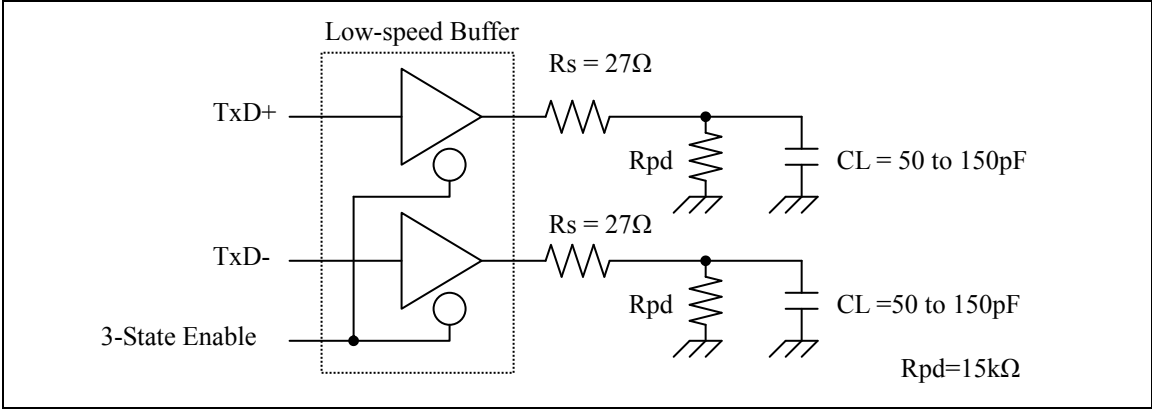 Low-speed Buffer
Rs = 27Ω
TxD+
Rpd
CL = 50 to 150pF
Rs = 27Ω
TxD-
Rpd
CL =50 to 150pF
3-State Enable
Rpd=15kΩ